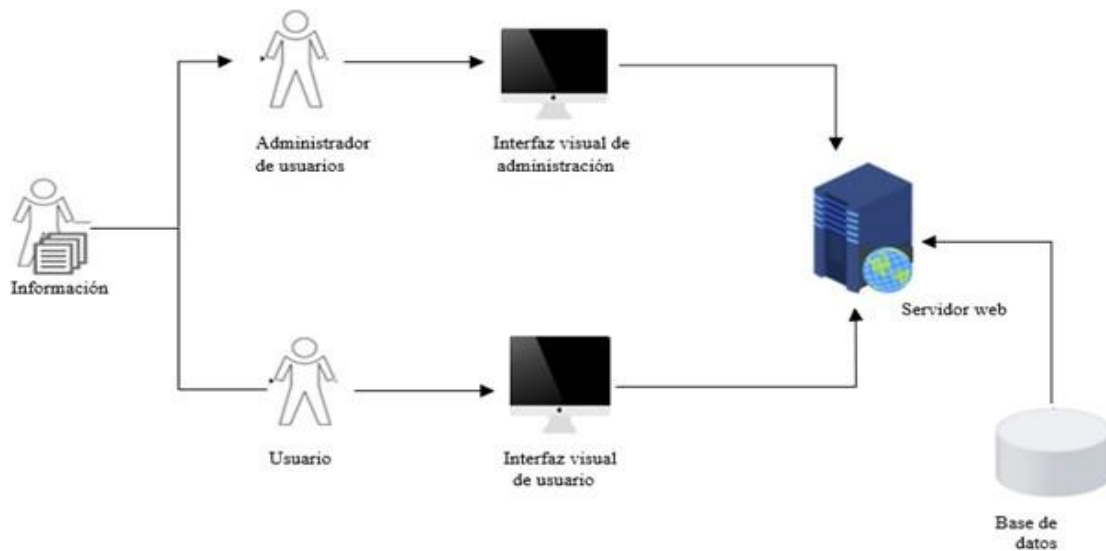 Administrador
de usuarios
Interfaz visual de
administración
Información
Servidor web
Usuario
Interfaz visual
de usuario
Base de
datos